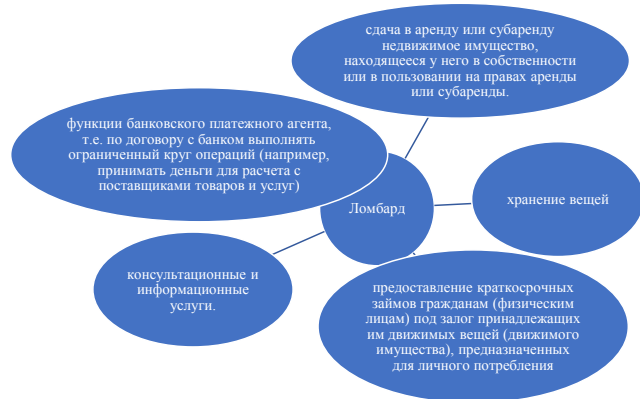 сдача в аренду или субаренду
недвижимое имущество,
находящееся у него в собственности
или в пользовании на правах аренды
или субаренды.
функции банковского платежного агента,
т.е. по договору с банком выполнять
ограниченный круг операций (например,
принимать деньги для расчета с
поставщиками товаров и услуг)
Ломбард
хранение вещей
консультационные и
информационные
услуги.
предоставление краткосрочных
займов гражданам (физическим
лицам) под залог принадлежащих
им движимых вещей (движимого
имущества), предназначенных
для личного потребления